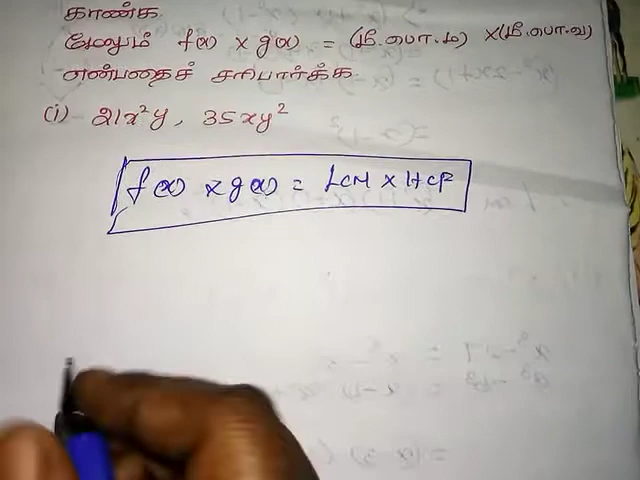 காண்க.
மேலும் f(x) x g(x) = (மீ.பொ.ம) x(மீ.பொ.வ)
என்பதைச் சரிபார்க்க.
(i) 21x²y, 35xy²
f(x) x g(x) = LCM x HCF